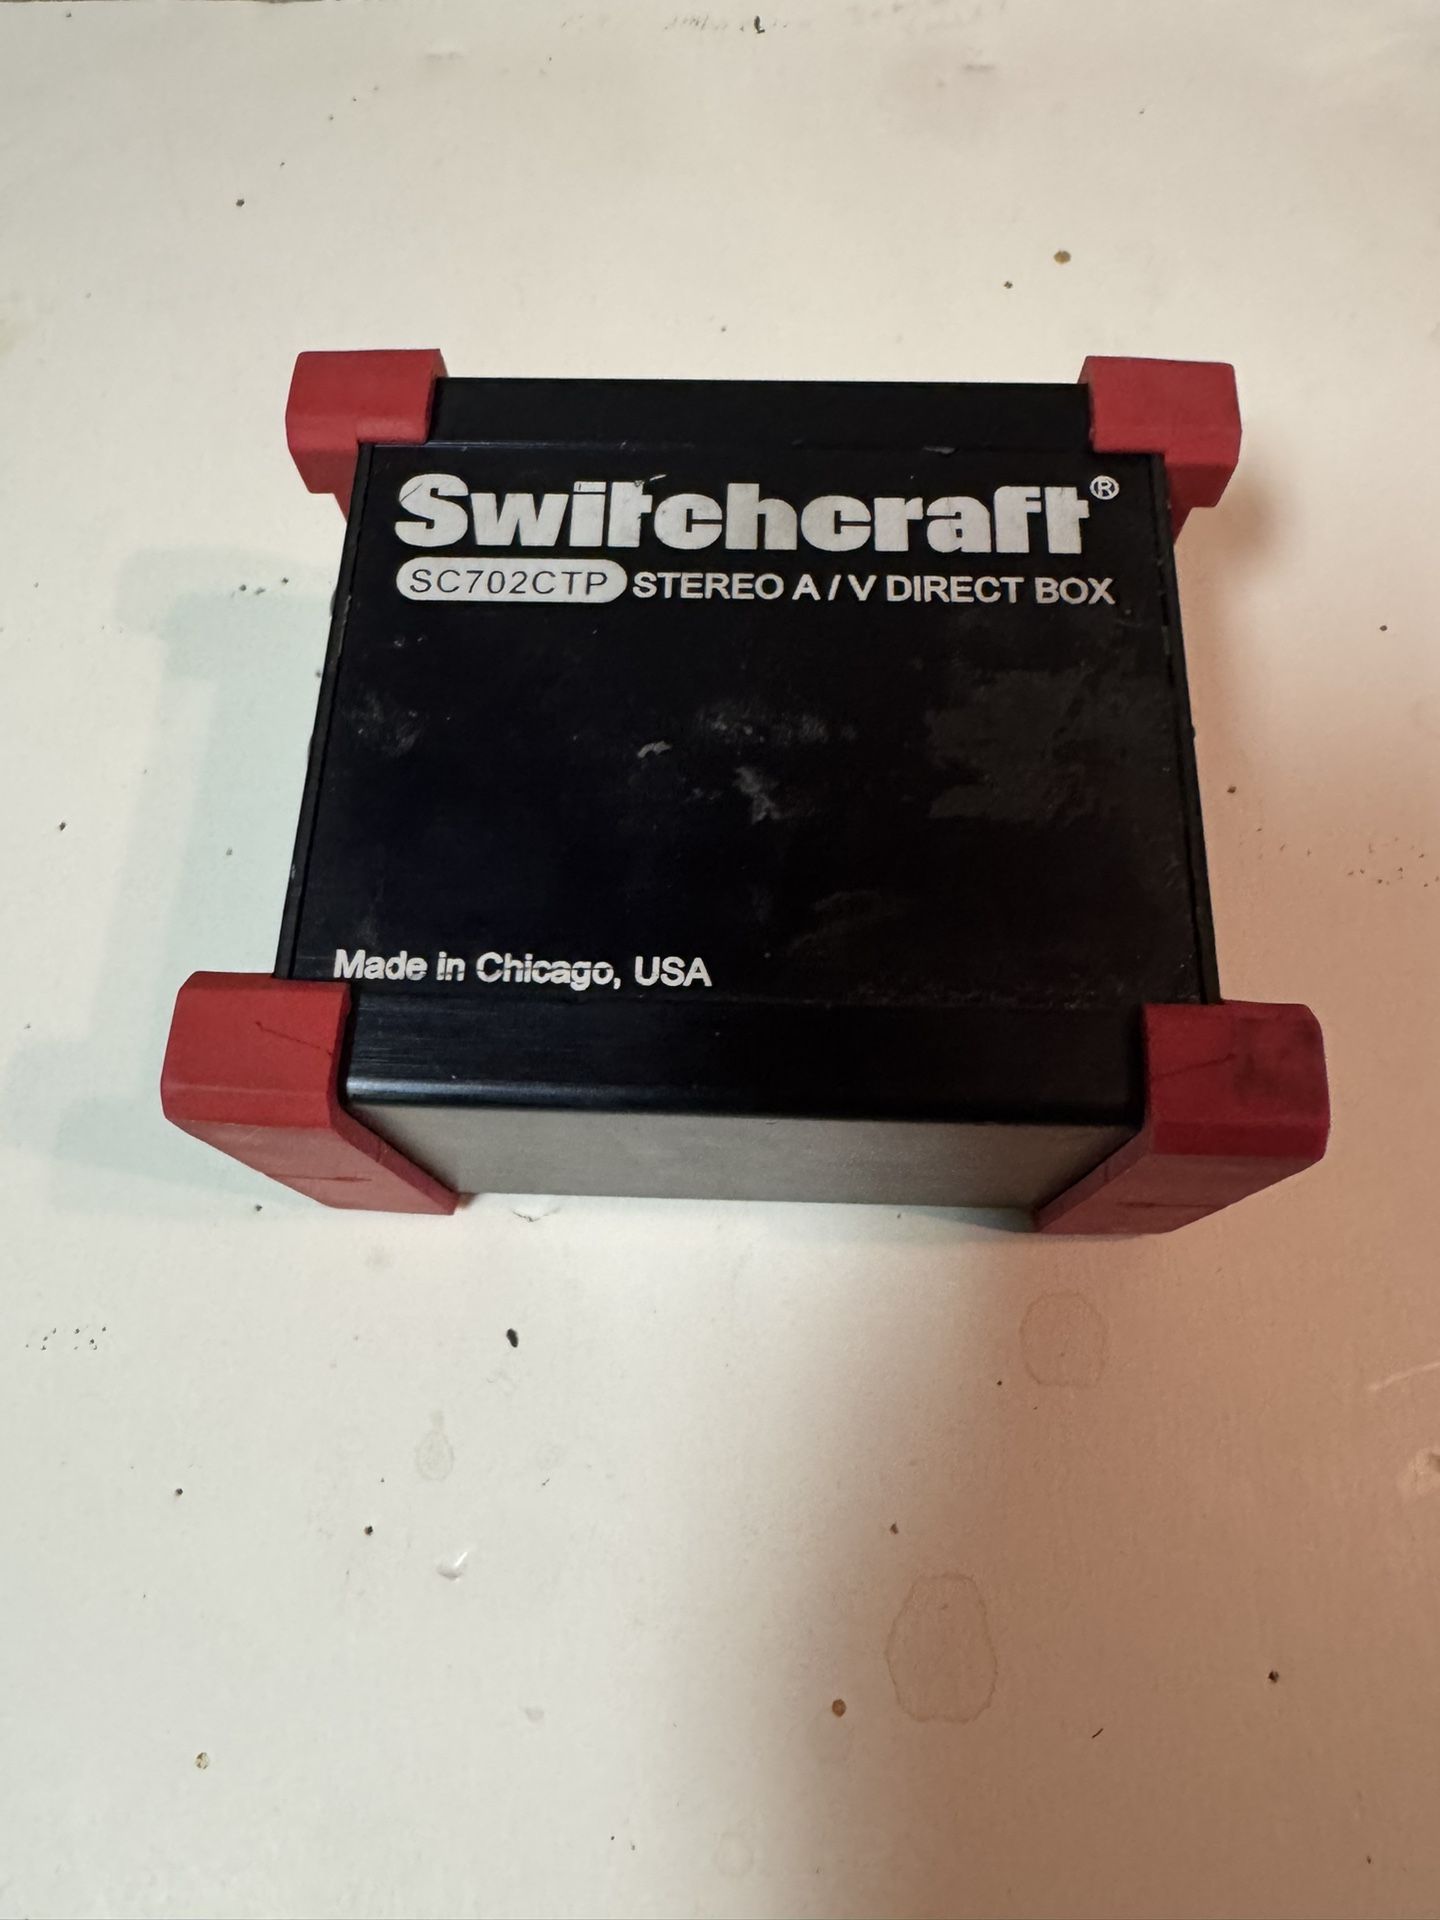 Switchcraft®
SC702CTP STEREO A/V DIRECT BOX
Made in Chicago, USA